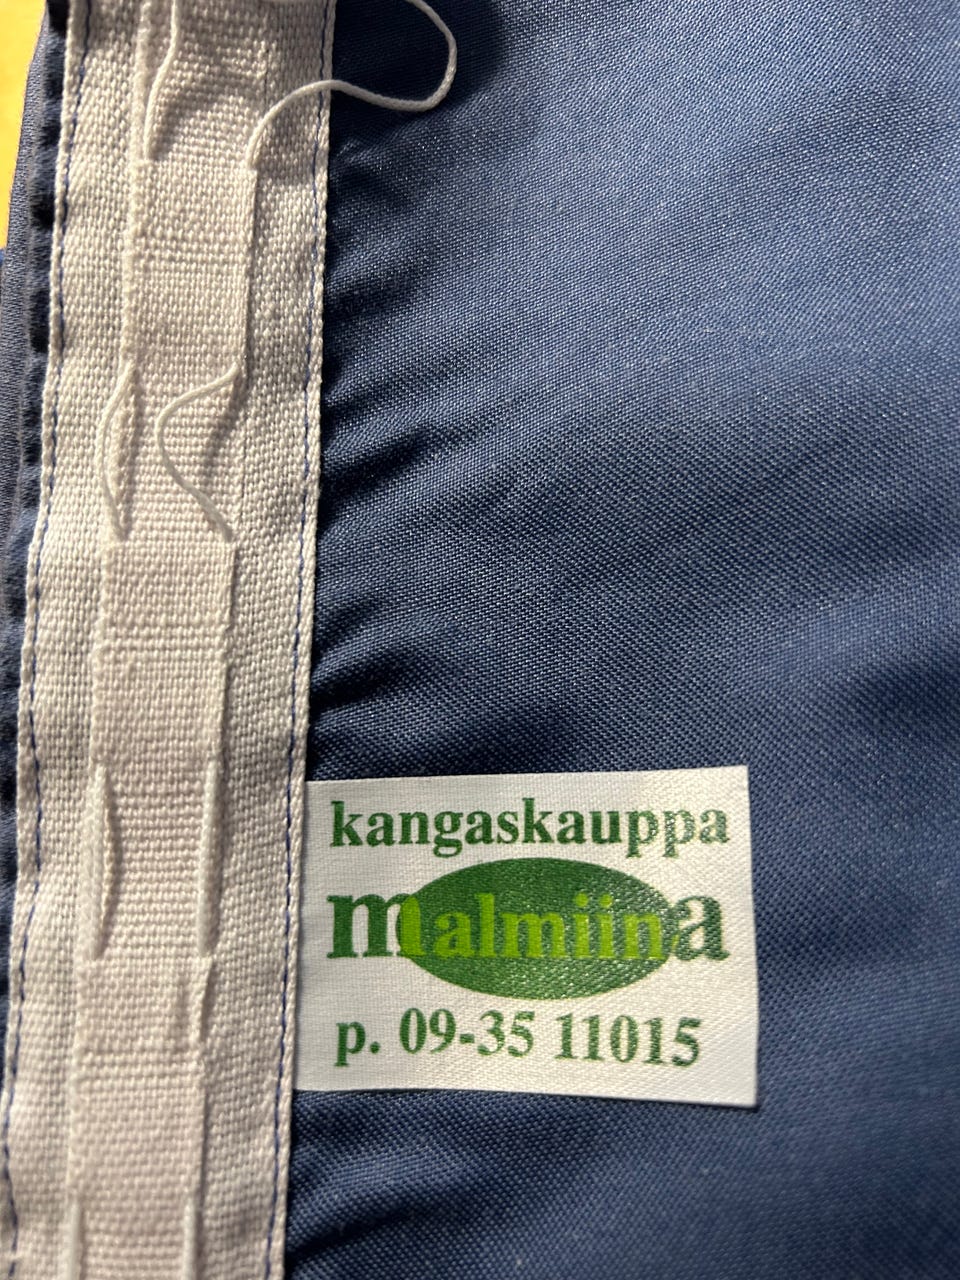 kangaskauppa
malmiina
p. 09-35 11015